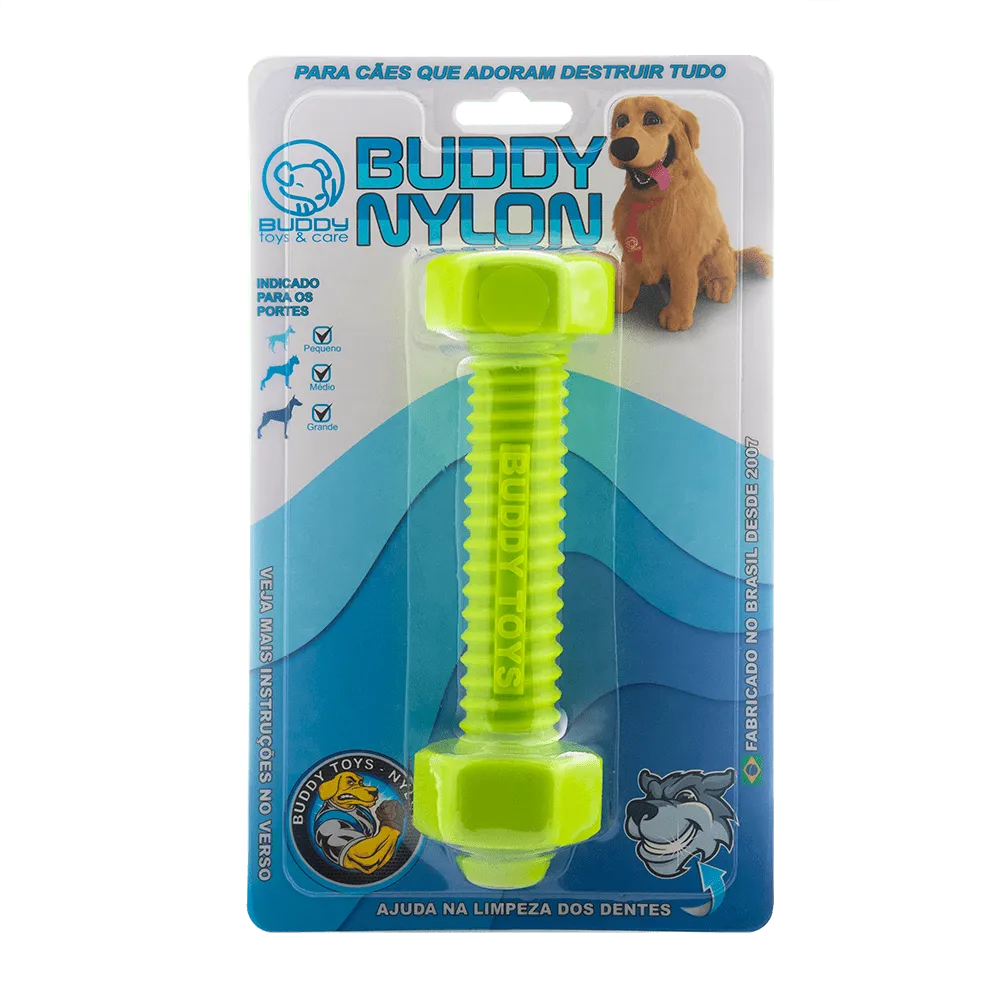 PARA CÃES QUE ADORAM DESTRUIR TUDO
BUDDY
NYLON
BUDDY
toys & care
INDICADO
PARA OS
PORTES
Pequeno
Médio
Grande
BUDDY TOYS
FABRICADO NO BRASIL DESDE 2007
VEJA MAIS INSTRUÇÕES NO VERSO
BUDDY TOYS - NYL
AJUDA NA LIMPEZA DOS DENTES